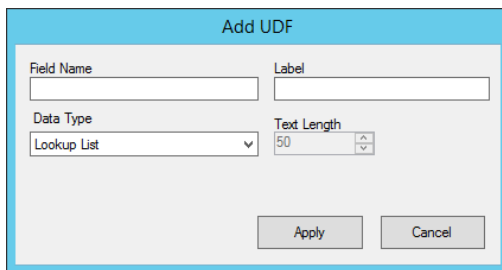 Add UDF
Field Name
Label
Data Type
Text Length
Lookup List
50
Apply
Cancel